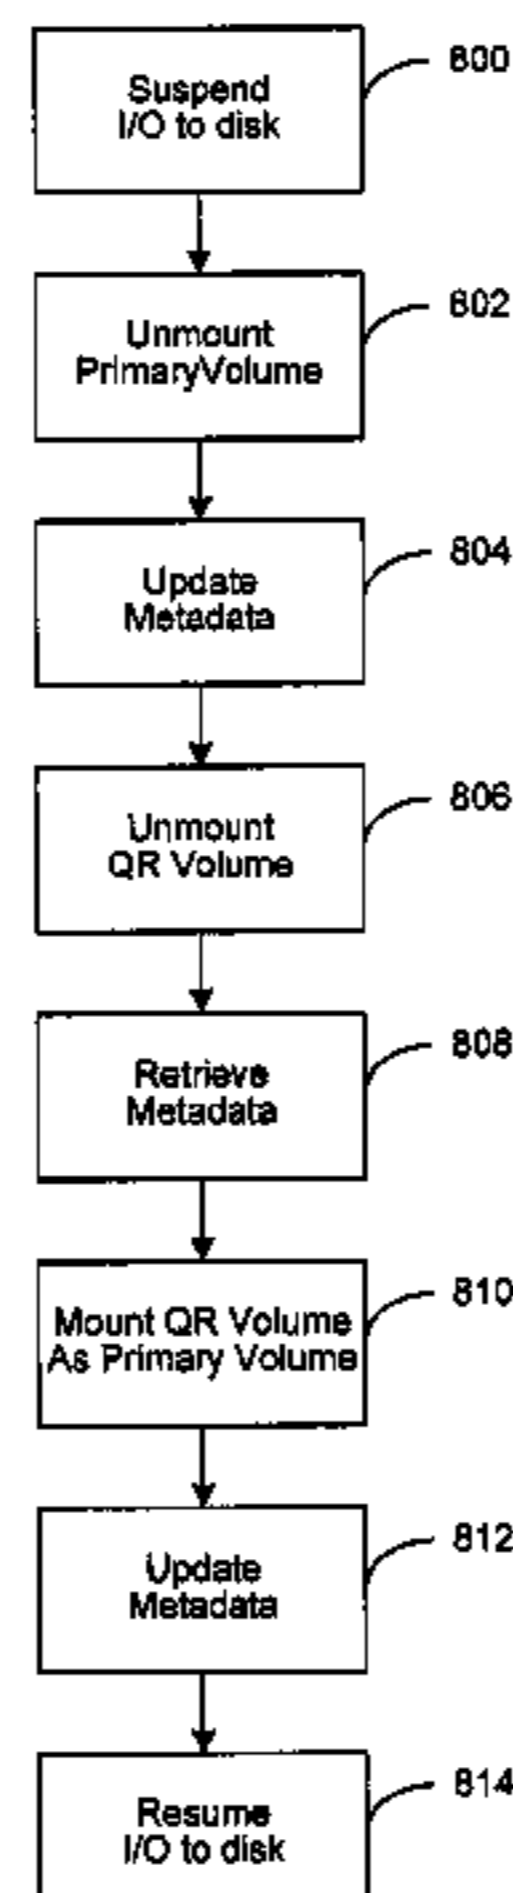 Suspend
I/O to disk
800
Unmount
PrimaryVolume
802
Update
Metadata
804
Unmount
QR Volume
806
Retrieve
Metadata
808
Mount QR Volume
As Primary Volume
810
Update
Metadata
812
Resume
I/O to disk
814